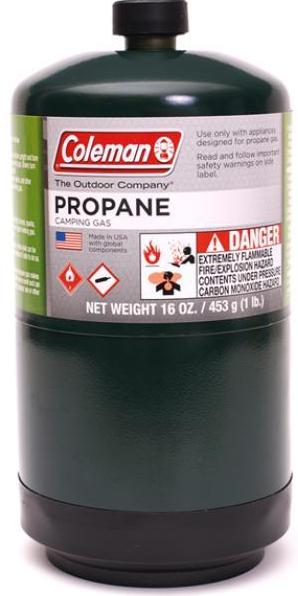 Coleman
The Outdoor Company®
PROPANE
CAMPING GAS
Made in USA
with global
components
Use only with appliances
designed for propane gas.
Read and follow important
safety warnings on side
label.
DANGER
EXTREMELY FLAMMABLE
FIRE/EXPLOSION HAZARD
CONTENTS UNDER PRESSURE
CARBON MONOXIDE HAZARD
NET WEIGHT 16 OZ. / 453 g (1 lb.)